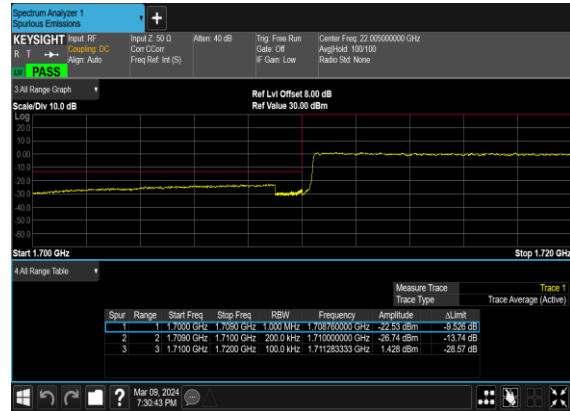 Spectrum Analyzer 1
Spurious Emissions
KEYSIGHT Input: RF Input Z: 50 Ω Atten: 40 dB Trig: Free Run Center Freq: 22.005000000 GHz
R T Coupling: DC Corr CCorr Gate: Off Avg|Hold: 100/100
Align: Auto Freq Ref: Int (S) IF Gain: Low Radio Std: None
LW PASS
3 All Range Graph
Ref Lvl Offset 8.00 dB
Scale/Div 10.0 dB Ref Value 30.00 dBm
Log
20.0
10.0
0.00
-10.0
-20.0
-30.0
-40.0
-50.0
-60.0
Start 1.700 GHz Stop 1.720 GHz
4 All Range Table
Measure Trace Trace 1
Trace Type Trace Average (Active)
Spur Range Start Freq Stop Freq RBW Frequency Amplitude ΔLimit
1 1 1.7000 GHz 1.7090 GHz 1.000 MHz 1.708760000 GHz -22.53 dBm -9.526 dB
2 2 1.7090 GHz 1.7100 GHz 200.0 kHz 1.710000000 GHz -26.74 dBm -13.74 dB
3 3 1.7100 GHz 1.7200 GHz 100.0 kHz 1.711283333 GHz 1.428 dBm -28.57 dB
? Mar 09, 2024
7:30:43 PM